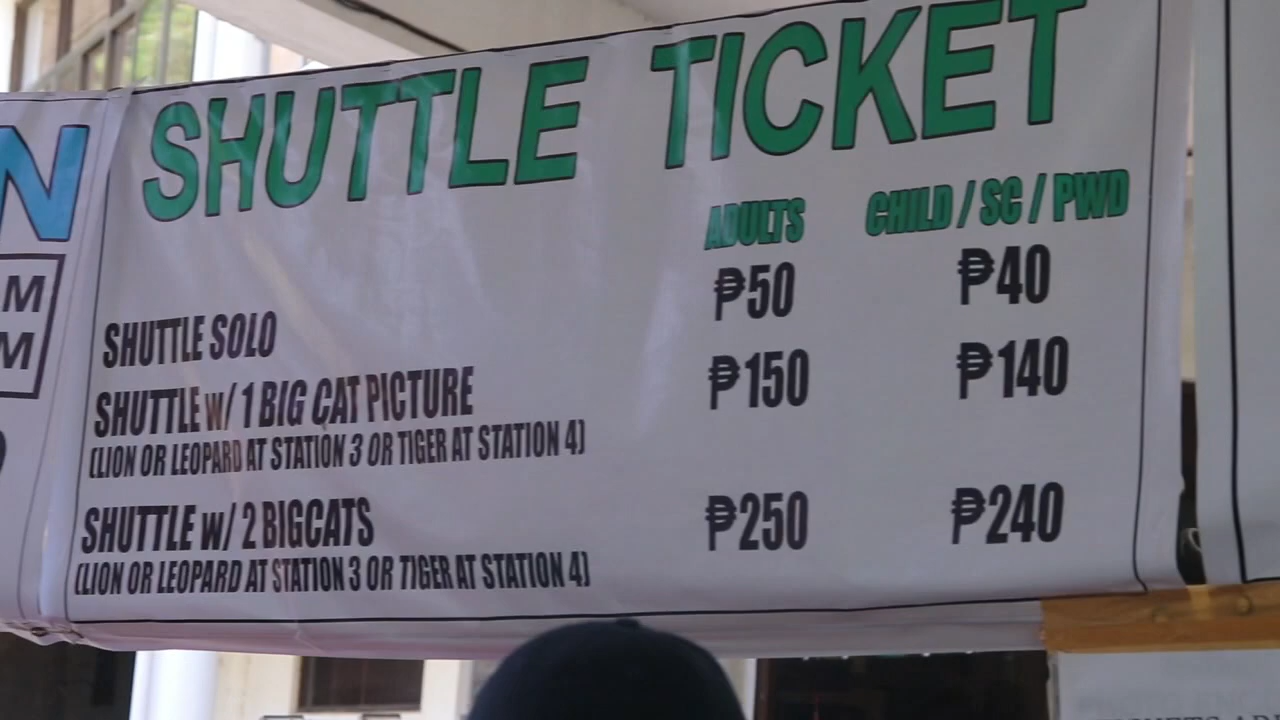 SHUTTLE TICKET
ADULTS CHILD / SC / PWD
SHUTTLE SOLO ₱50 ₱40
SHUTTLE w/ 1 BIG CAT PICTURE ₱150 ₱140
(LION OR LEOPARD AT STATION 3 OR TIGER AT STATION 4)
SHUTTLE w/ 2 BIGCATS ₱250 ₱240
(LION OR LEOPARD AT STATION 3 OR TIGER AT STATION 4)
N
M
M